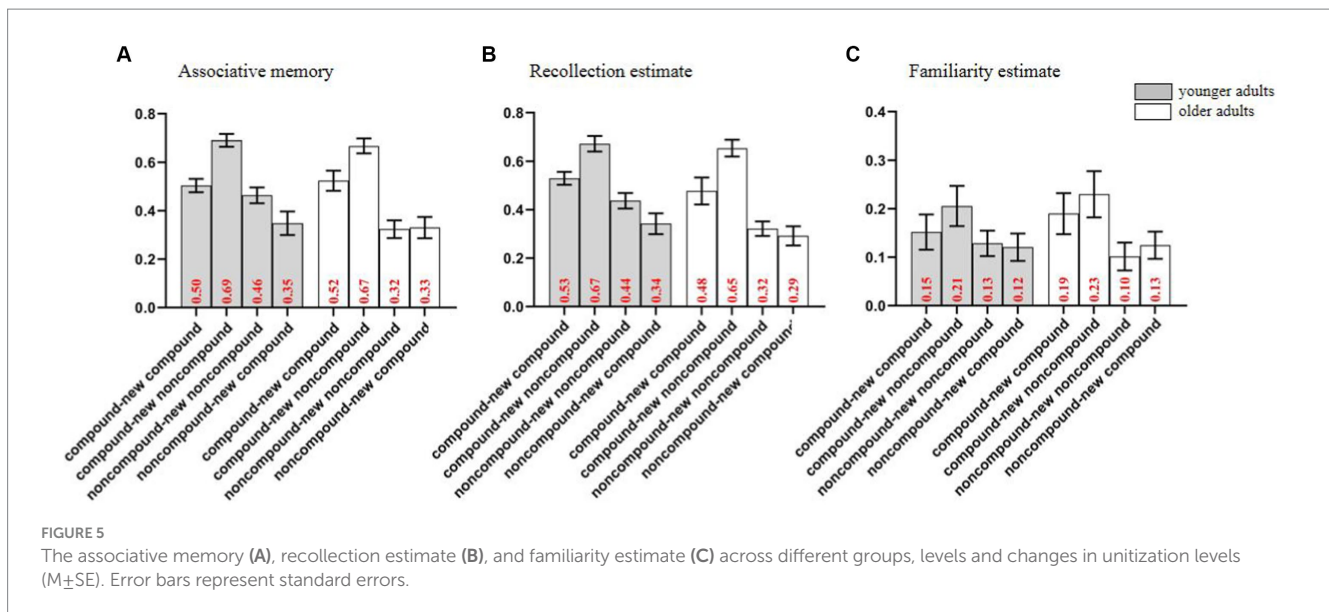 A
Associative memory
0.8
0.6
0.4
0.2
0.0
0.50
0.69
0.46
0.35
0.52
0.67
0.32
0.33
compound-new compound
compound-new noncompound
noncompound-new noncompound
noncompound-new compound
compound-new compound
compound-new noncompound
noncompound-new noncompound
noncompound-new compound
B
Recollection estimate
0.8
0.6
0.4
0.2
0.0
0.53
0.67
0.44
0.34
0.48
0.65
0.32
0.29
compound-new compound
compound-new noncompound
noncompound-new noncompound
noncompound-new compound
compound-new compound
compound-new noncompound
noncompound-new noncompound
noncompound-new compound
C
Familiarity estimate
younger adults
older adults
0.4
0.3
0.2
0.1
0.0
0.15
0.21
0.13
0.12
0.19
0.23
0.10
0.13
compound-new compound
compound-new noncompound
noncompound-new noncompound
noncompound-new compound
compound-new compound
compound-new noncompound
noncompound-new noncompound
noncompound-new compound
FIGURE 5
The associative memory (A), recollection estimate (B), and familiarity estimate (C) across different groups, levels and changes in unitization levels
(M±SE). Error bars represent standard errors.